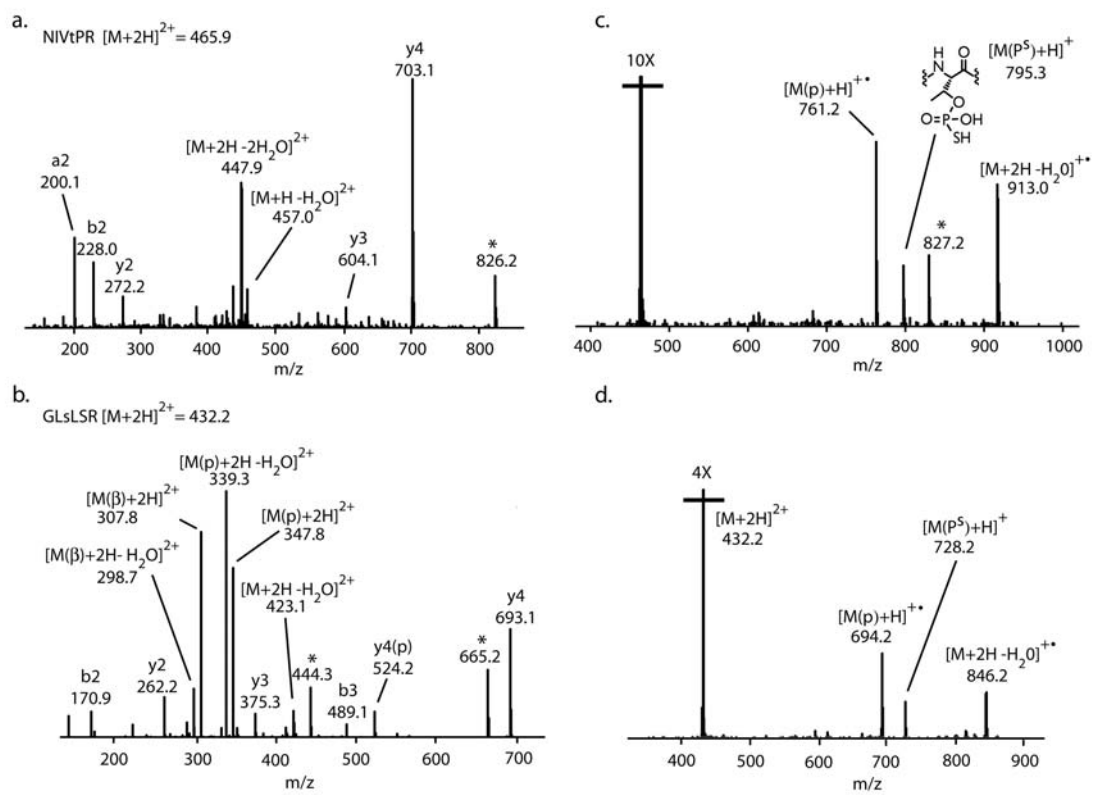 a.
NIVtPR [M+2H]2+= 465.9
y4
703.1
[M+2H -2H2O]2+
447.9
a2
200.1
[M+H -H2O]2+
457.0
b2
228.0
y2
272.2
y3
604.1
*
826.2
200 300 400 500 600 700 800
m/z
c.
10X
[M(p)+H]+•
761.2
H
N
O
O
O=P-OH
SH
[M(PS)+H]+
795.3
[M+2H -H20]+•
913.0
*
827.2
400 500 600 700 800 900 1000
m/z
b.
GLsLSR [M+2H]2+= 432.2
[M(p)+2H -H2O]2+
339.3
[M(β)+2H]2+
307.8
[M(p)+2H]2+
347.8
[M(β)+2H- H2O]2+
298.7
[M+2H -H2O]2+
423.1
y4
693.1
b2
170.9
y2
262.2
y3
375.3
*
444.3
b3
489.1
y4(p)
524.2
*
665.2
200 300 400 500 600 700
m/z
d.
4X
[M+2H]2+
432.2
[M(PS)+H]+
728.2
[M(p)+H]+•
694.2
[M+2H -H20]+•
846.2
400 500 600 700 800 900
m/z